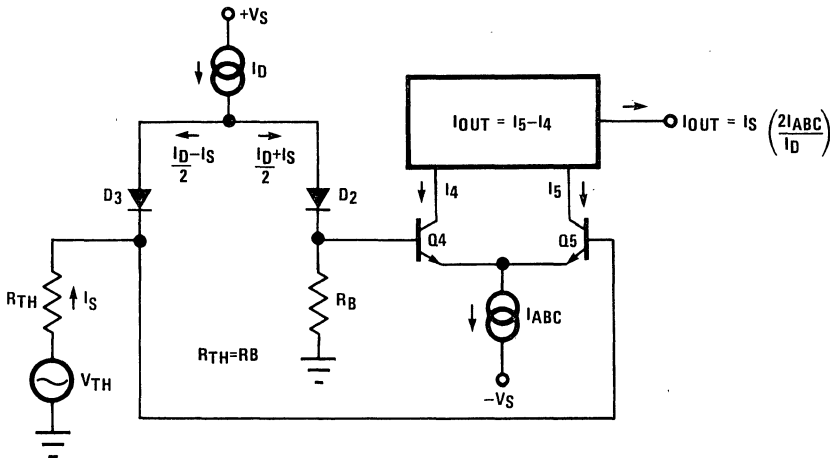 +VS
ID
ID/2 –IS
ID/2 +IS
D3
D2
IOUT = I5–I4
IOUT = IS (2IABC/ID)
I4
I5
Q4
Q5
RTH
IS
RB
IABC
RTH=RB
VTH
–VS